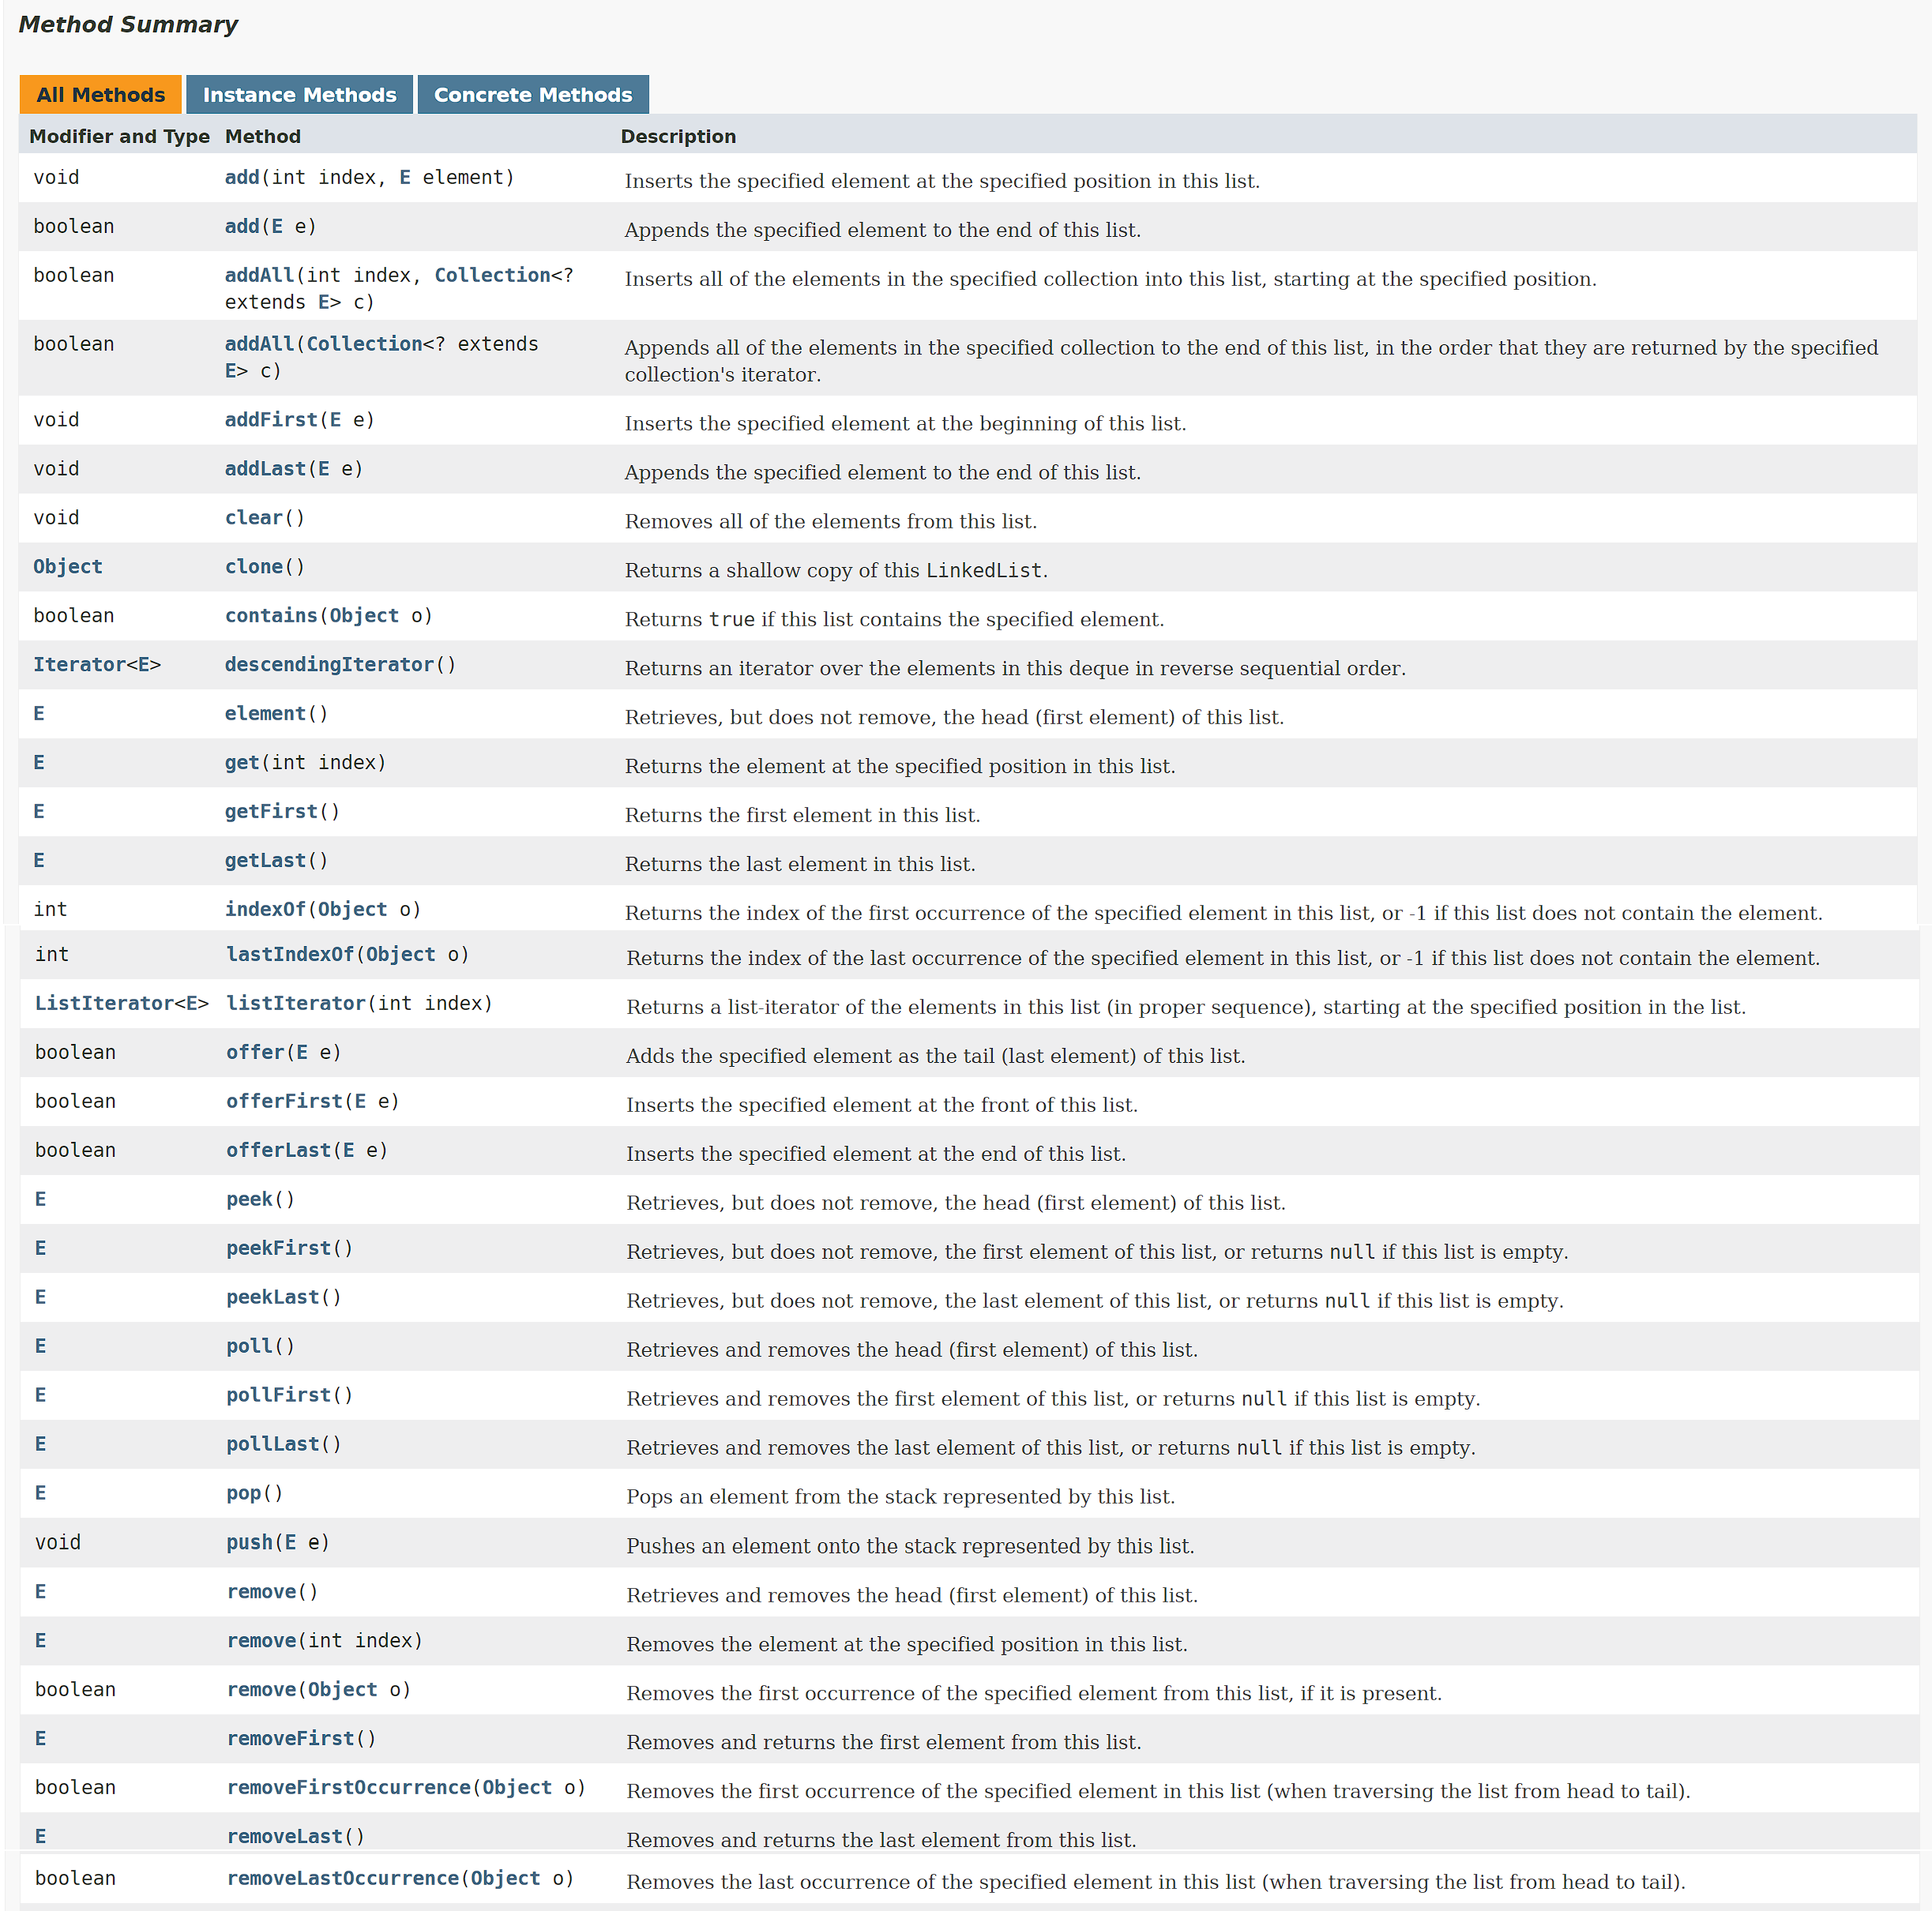 Method Summary
All Methods Instance Methods Concrete Methods
Modifier and Type Method Description
void add(int index, E element) Inserts the specified element at the specified position in this list.
boolean add(E e) Appends the specified element to the end of this list.
boolean addAll(int index, Collection<? Inserts all of the elements in the specified collection into this list, starting at the specified position.
extends E> c)
boolean addAll(Collection<? extends Appends all of the elements in the specified collection to the end of this list, in the order that they are returned by the specified
E> c) collection's iterator.
void addFirst(E e) Inserts the specified element at the beginning of this list.
void addLast(E e) Appends the specified element to the end of this list.
void clear() Removes all of the elements from this list.
Object clone() Returns a shallow copy of this LinkedList.
boolean contains(Object o) Returns true if this list contains the specified element.
Iterator<E> descendingIterator() Returns an iterator over the elements in this deque in reverse sequential order.
E element() Retrieves, but does not remove, the head (first element) of this list.
E get(int index) Returns the element at the specified position in this list.
E getFirst() Returns the first element in this list.
E getLast() Returns the last element in this list.
int indexOf(Object o) Returns the index of the first occurrence of the specified element in this list, or -1 if this list does not contain the element.
int lastIndexOf(Object o) Returns the index of the last occurrence of the specified element in this list, or -1 if this list does not contain the element.
ListIterator<E> listIterator(int index) Returns a list-iterator of the elements in this list (in proper sequence), starting at the specified position in the list.
boolean offer(E e) Adds the specified element as the tail (last element) of this list.
boolean offerFirst(E e) Inserts the specified element at the front of this list.
boolean offerLast(E e) Inserts the specified element at the end of this list.
E peek() Retrieves, but does not remove, the head (first element) of this list.
E peekFirst() Retrieves, but does not remove, the first element of this list, or returns null if this list is empty.
E peekLast() Retrieves, but does not remove, the last element of this list, or returns null if this list is empty.
E poll() Retrieves and removes the head (first element) of this list.
E pollFirst() Retrieves and removes the first element of this list, or returns null if this list is empty.
E pollLast() Retrieves and removes the last element of this list, or returns null if this list is empty.
E pop() Pops an element from the stack represented by this list.
void push(E e) Pushes an element onto the stack represented by this list.
E remove() Retrieves and removes the head (first element) of this list.
E remove(int index) Removes the element at the specified position in this list.
boolean remove(Object o) Removes the first occurrence of the specified element from this list, if it is present.
E removeFirst() Removes and returns the first element from this list.
boolean removeFirstOccurrence(Object o) Removes the first occurrence of the specified element in this list (when traversing the list from head to tail).
E removeLast() Removes and returns the last element from this list.
boolean removeLastOccurrence(Object o) Removes the last occurrence of the specified element in this list (when traversing the list from head to tail).